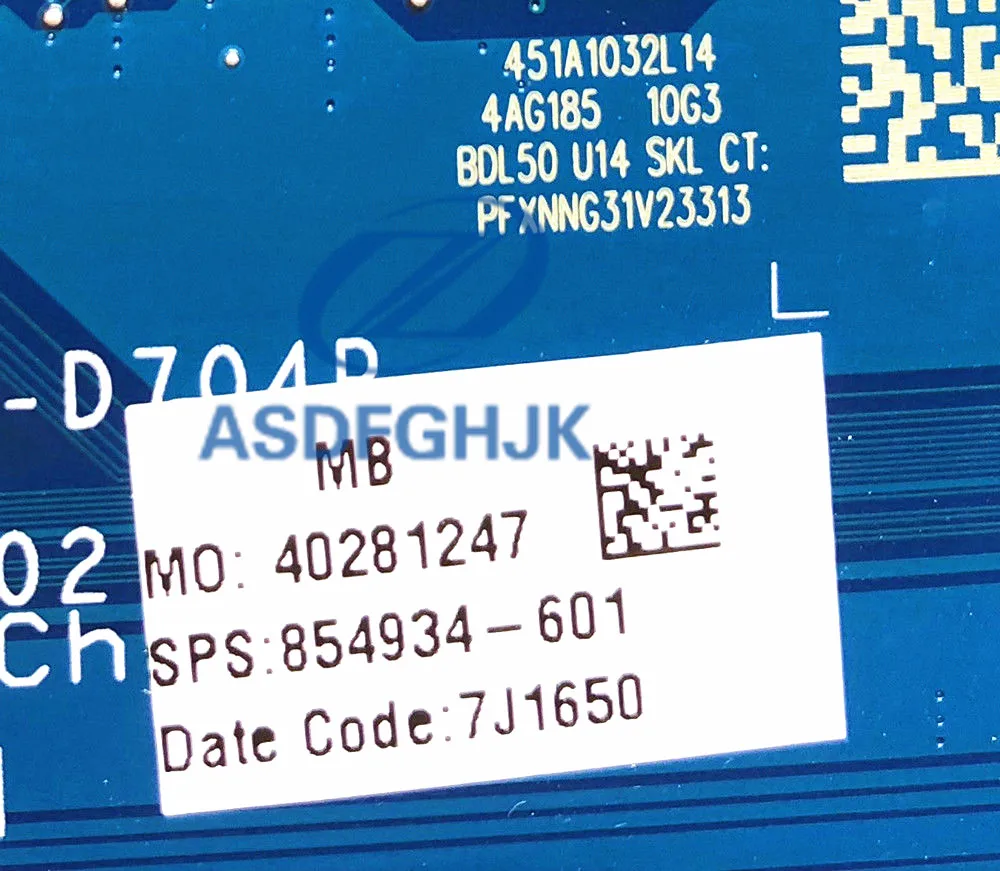 451A1032L14
4AG185 10G3
BDL50 U14 SKL CT:
PFXNNG31V23313
L
-D704P
ASDFGHJK
MB
MO: 40281247
02
SPS:854934-601
Ch
Date Code:7J1650